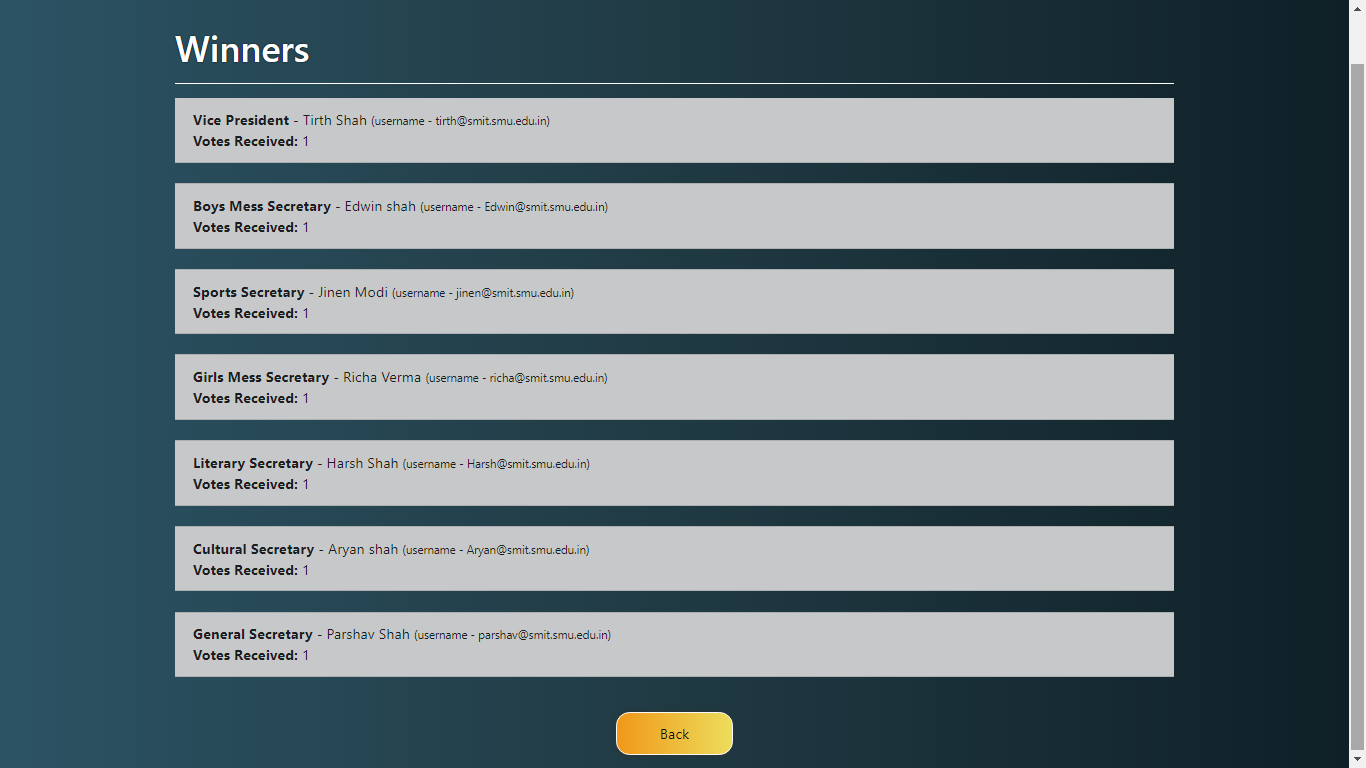 Winners
Vice President - Tirth Shah (username - tirth@smit.smu.edu.in)
Votes Received: 1
Boys Mess Secretary - Edwin shah (username - Edwin@smit.smu.edu.in)
Votes Received: 1
Sports Secretary - Jinen Modi (username - jinen@smit.smu.edu.in)
Votes Received: 1
Girls Mess Secretary - Richa Verma (username - richa@smit.smu.edu.in)
Votes Received: 1
Literary Secretary - Harsh Shah (username - Harsh@smit.smu.edu.in)
Votes Received: 1
Cultural Secretary - Aryan shah (username - Aryan@smit.smu.edu.in)
Votes Received: 1
General Secretary - Parshav Shah (username - parshav@smit.smu.edu.in)
Votes Received: 1
Back